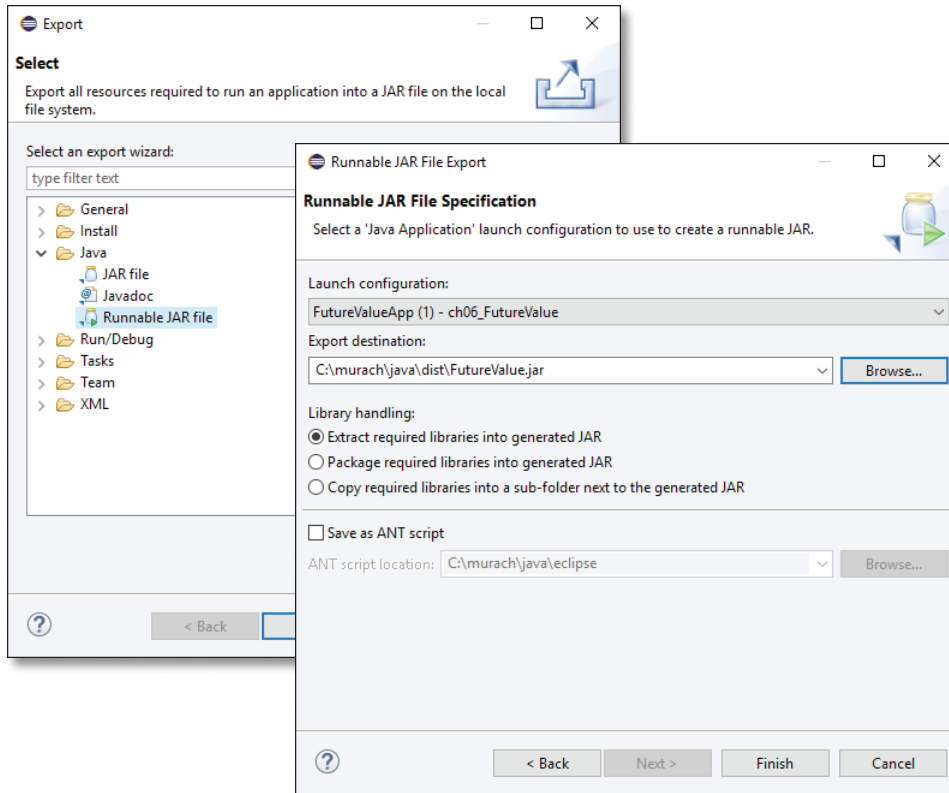 Export
Select
Export all resources required to run an application into a JAR file on the local
file system.
Select an export wizard:
type filter text
General
Install
Java
JAR file
Javadoc
Runnable JAR file
Run/Debug
Tasks
Team
XML
?
< Back
Runnable JAR File Export
Runnable JAR File Specification
Select a 'Java Application' launch configuration to use to create a runnable JAR.
Launch configuration:
FutureValueApp (1) - ch06_FutureValue
Export destination:
C:\murach\java\dist\FutureValue.jar
Browse...
Library handling:
Extract required libraries into generated JAR
Package required libraries into generated JAR
Copy required libraries into a sub-folder next to the generated JAR
Save as ANT script
ANT script location:
C:\murach\java\eclipse
Browse...
?
< Back
Next >
Finish
Cancel